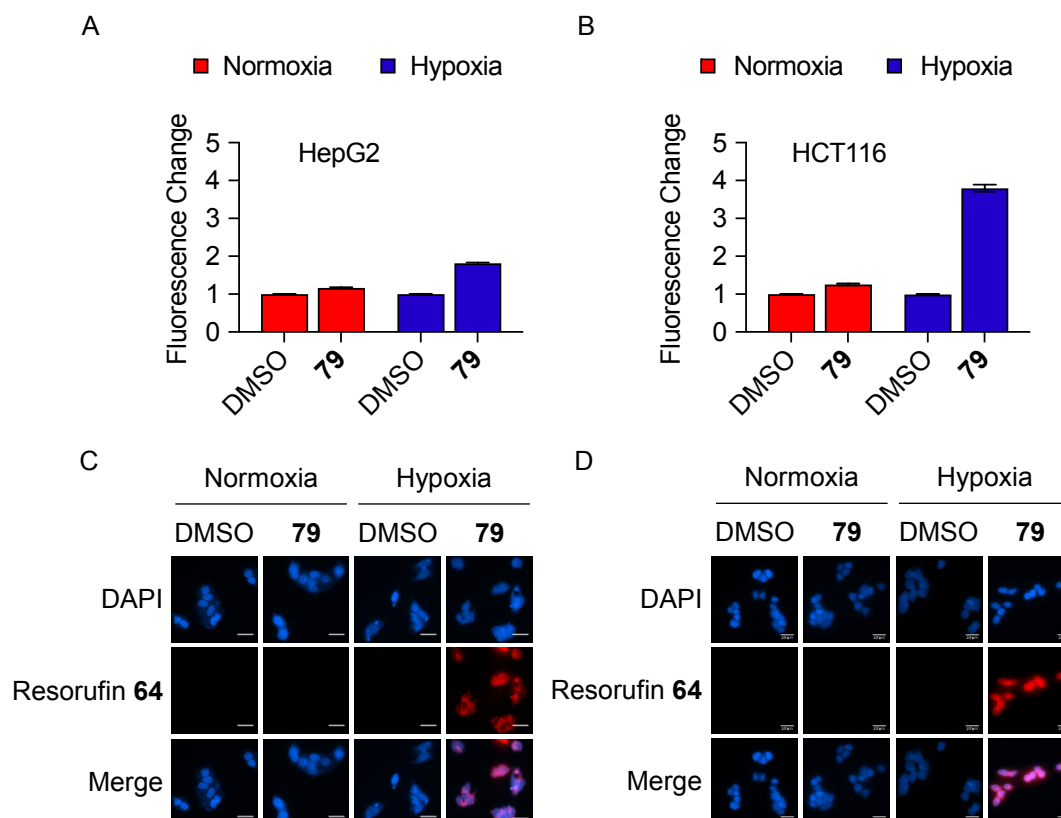 A
Normoxia Hypoxia
Fluorescence Change
5
4
3
2
1
0
HepG2
DMSO 79 DMSO 79
B
Normoxia Hypoxia
Fluorescence Change
5
4
3
2
1
0
HCT116
DMSO 79 DMSO 79
C
Normoxia Hypoxia
DMSO 79 DMSO 79
DAPI
Resorufin 64
Merge
D
Normoxia Hypoxia
DMSO 79 DMSO 79
DAPI
Resorufin 64
Merge